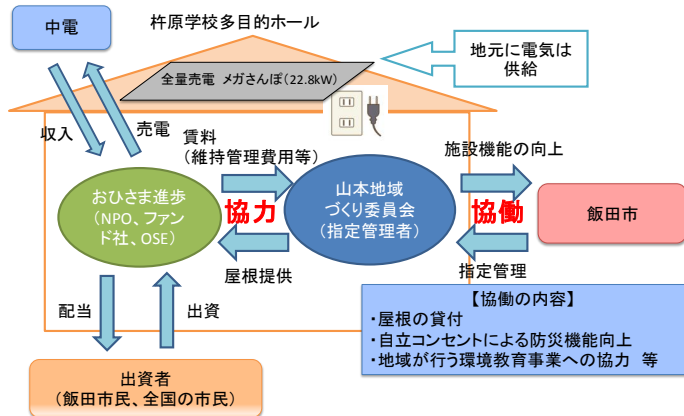 杵原学校多目的ホール
中電
全量売電 メガさんぽ(22.8kW)
地元に電気は
供給
収入
売電
賃料
(維持管理費用等)
施設機能の向上
おひさま進歩
(NPO、ファン
ド社、OSE)
協力
山本地域
づくり委員会
(指定管理者)
協働
飯田市
屋根提供
指定管理
配当
出資
【協働の内容】
・屋根の貸付
・自立コンセントによる防災機能向上
・地域が行う環境教育事業への協力 等
出資者
(飯田市民、全国の市民)